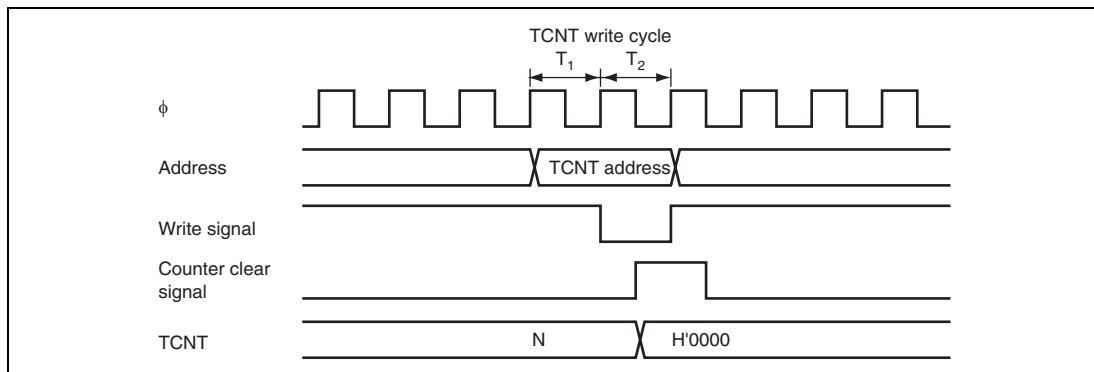 TCNT write cycle
T₁ T₂
ϕ
Address
TCNT address
Write signal
Counter clear
signal
TCNT
N
H'0000